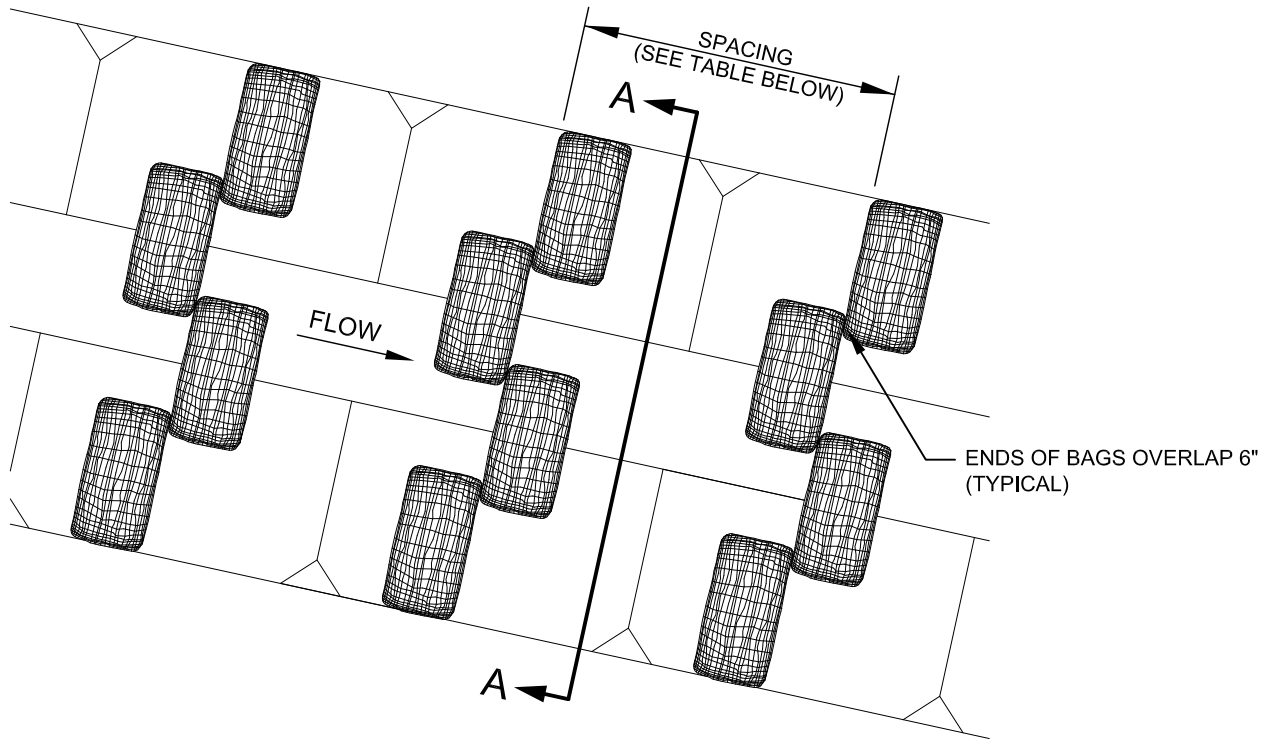 SPACING
(SEE TABLE BELOW)
A
FLOW
ENDS OF BAGS OVERLAP 6"
(TYPICAL)
A